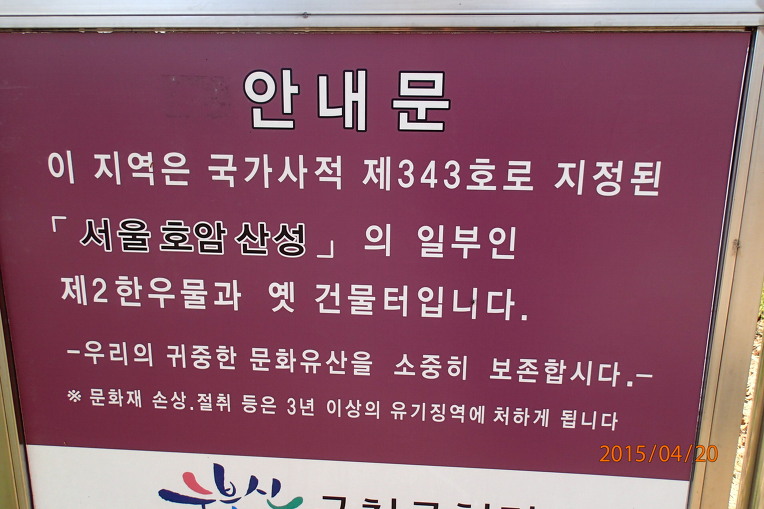 안내문
이 지역은 국가사적 제343호로 지정된
「서울 호암 산성」의 일부인
제2한우물과 옛 건물터입니다.
-우리의 귀중한 문화유산을 소중히 보존합시다.-
※ 문화재 손상.절취 등은 3년 이상의 유기징역에 처하게 됩니다
2015/04/20